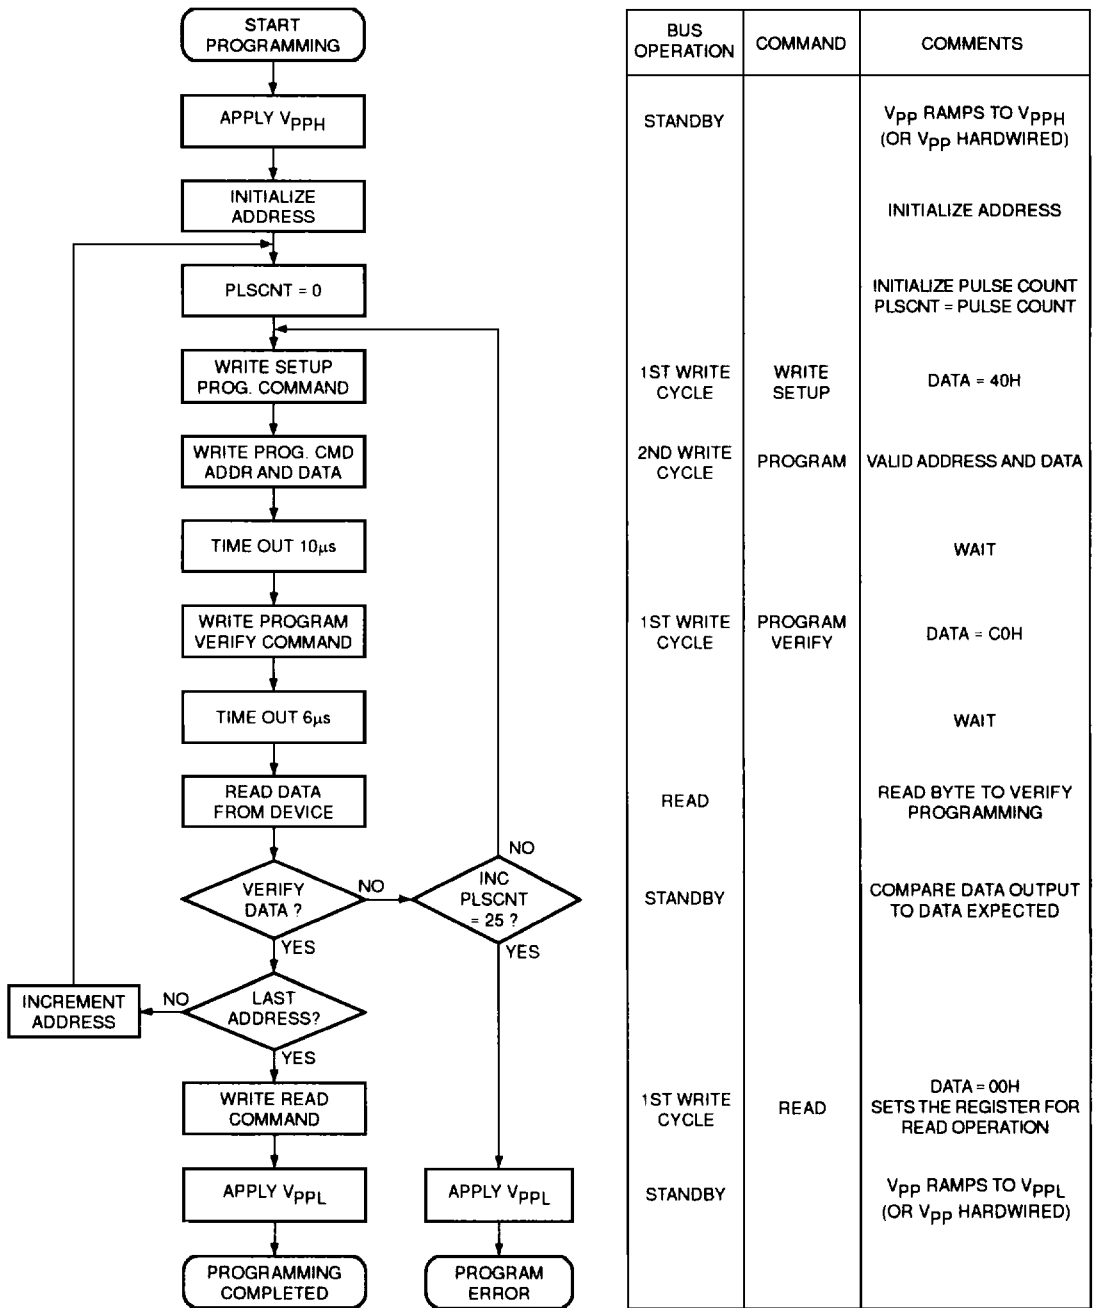 START
PROGRAMMING
APPLY VPPH
INITIALIZE
ADDRESS
PLSCNT = 0
WRITE SETUP
PROG. COMMAND
WRITE PROG. CMD
ADDR AND DATA
TIME OUT 10µs
WRITE PROGRAM
VERIFY COMMAND
TIME OUT 6µs
READ DATA
FROM DEVICE
VERIFY
DATA ?
NO
YES
INC
PLSCNT
= 25 ?
NO
YES
LAST
ADDRESS?
NO
YES
INCREMENT
ADDRESS
WRITE READ
COMMAND
APPLY VPPL
PROGRAMMING
COMPLETED
APPLY VPPL
PROGRAM
ERROR
BUS
OPERATION
COMMAND
COMMENTS
STANDBY
VPP RAMPS TO VPPH
(OR VPP HARDWIRED)
INITIALIZE ADDRESS
INITIALIZE PULSE COUNT
PLSCNT = PULSE COUNT
1ST WRITE
CYCLE
WRITE
SETUP
DATA = 40H
2ND WRITE
CYCLE
PROGRAM
VALID ADDRESS AND DATA
WAIT
1ST WRITE
CYCLE
PROGRAM
VERIFY
DATA = C0H
WAIT
READ
READ BYTE TO VERIFY
PROGRAMMING
STANDBY
COMPARE DATA OUTPUT
TO DATA EXPECTED
1ST WRITE
CYCLE
READ
DATA = 00H
SETS THE REGISTER FOR
READ OPERATION
STANDBY
VPP RAMPS TO VPPL
(OR VPP HARDWIRED)